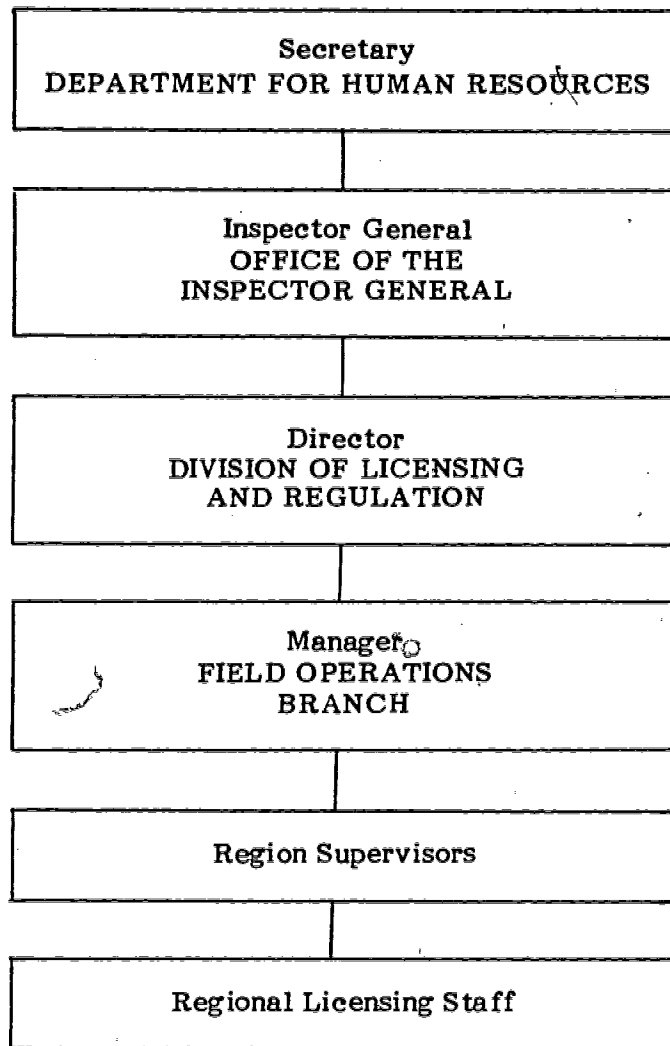 Secretary
DEPARTMENT FOR HUMAN RESOURCES
Inspector General
OFFICE OF THE
INSPECTOR GENERAL
Director
DIVISION OF LICENSING
AND REGULATION
Manager
FIELD OPERATIONS
BRANCH
Region Supervisors
Regional Licensing Staff